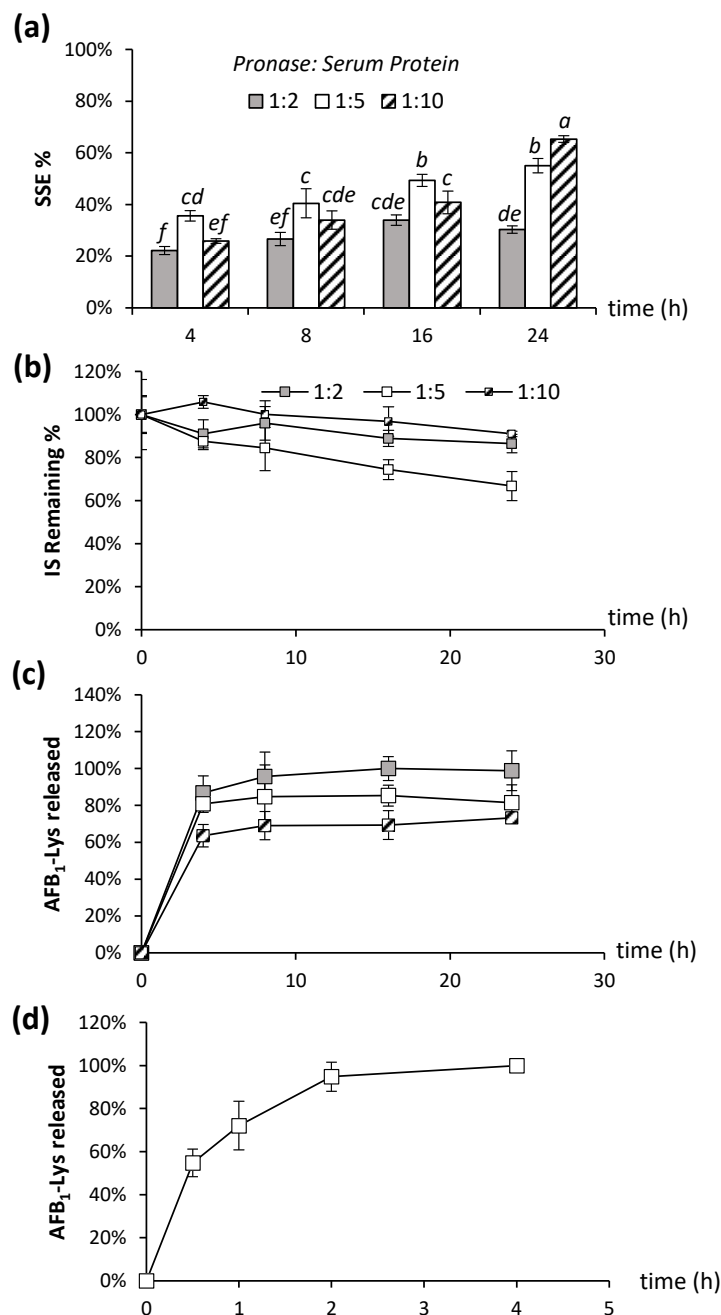 (a)
100%
80%
60%
40%
20%
0%
SSE %
Pronase: Serum Protein
1:2 1:5 1:10
f cd ef
ef c cde
cde b c
de b a
4 8 16 24
time (h)
(b)
120%
100%
80%
60%
40%
20%
0%
IS Remaining %
1:2 1:5 1:10
0 10 20 30
time (h)
(c)
140%
120%
100%
80%
60%
40%
20%
0%
AFB₁-Lys released
0 10 20 30
time (h)
(d)
120%
100%
80%
60%
40%
20%
0%
AFB₁-Lys released
0 1 2 3 4 5
time (h)